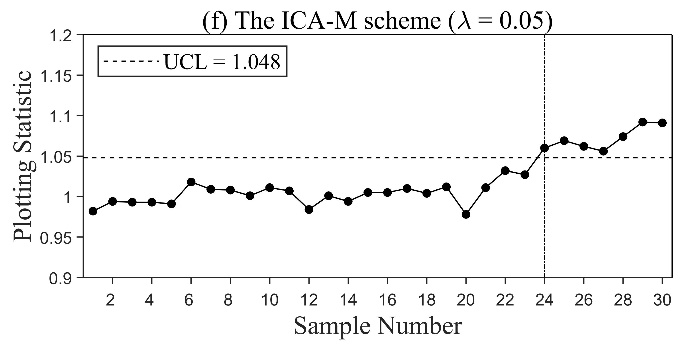 (f) The ICA-M scheme (λ = 0.05)
1.2
UCL = 1.048
1.15
1.1
1.05
1
0.95
0.9
Plotting Statistic
2 4 6 8 10 12 14 16 18 20 22 24 26 28 30
Sample Number